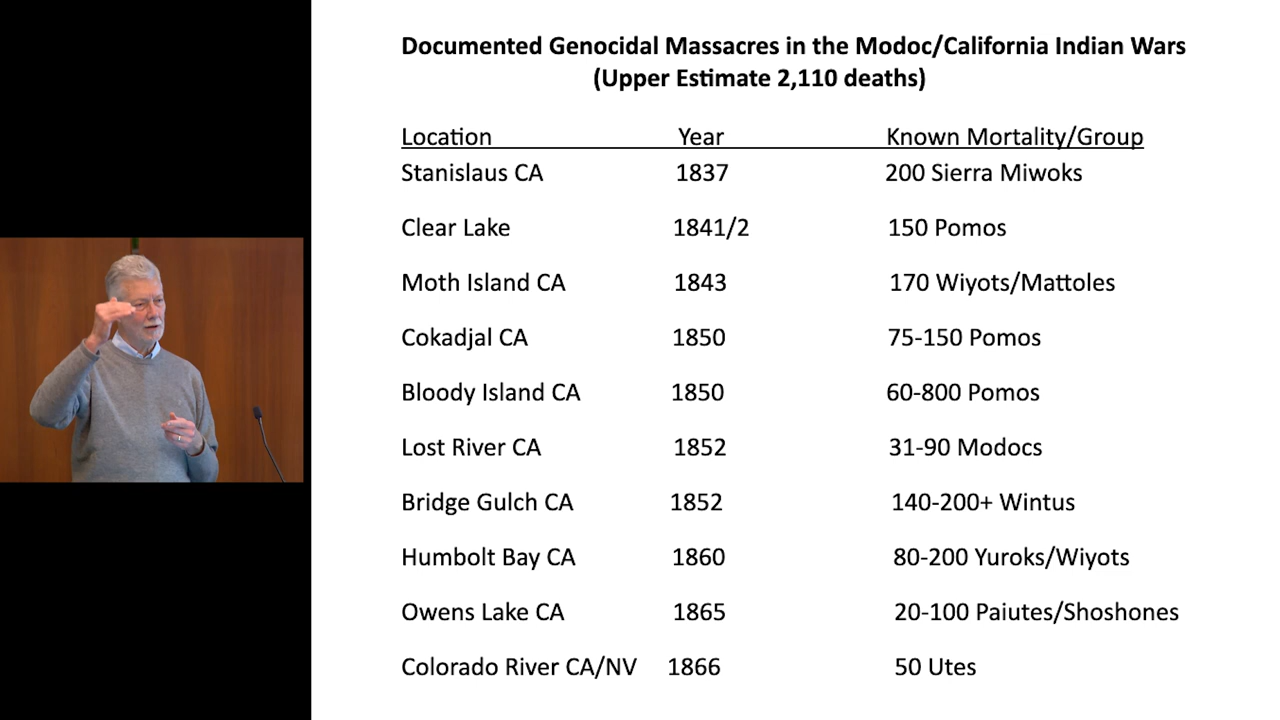 Documented Genocidal Massacres in the Modoc/California Indian Wars
(Upper Estimate 2,110 deaths)
Location Year Known Mortality/Group
Stanislaus CA 1837 200 Sierra Miwoks
Clear Lake 1841/2 150 Pomos
Moth Island CA 1843 170 Wiyots/Mattoles
Cokadjal CA 1850 75-150 Pomos
Bloody Island CA 1850 60-800 Pomos
Lost River CA 1852 31-90 Modocs
Bridge Gulch CA 1852 140-200+ Wintus
Humbolt Bay CA 1860 80-200 Yuroks/Wiyots
Owens Lake CA 1865 20-100 Paiutes/Shoshones
Colorado River CA/NV 1866 50 Utes